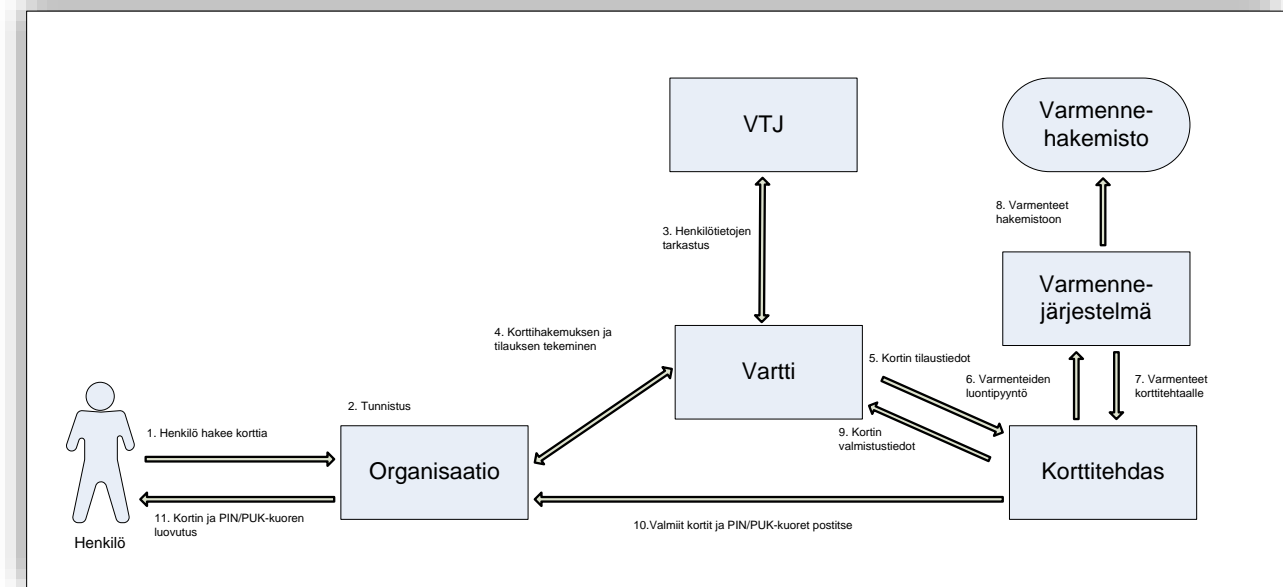 VTJ
Varmenne-
hakemisto
8. Varmenteet
hakemistoon
3. Henkilötietojen
tarkastus
Varmenne-
järjestelmä
4. Korttihakemuksen ja
tilauksen tekeminen
Vartti
5. Kortin tilaustiedot
6. Varmenteiden
luontipyyntö
7. Varmenteet
korttitehtaalle
2. Tunnistus
1. Henkilö hakee korttia
9. Kortin
valmistustiedot
Organisaatio
Korttitehdas
11. Kortin ja PIN/PUK-kuoren
luovutus
10.Valmiit kortit ja PIN/PUK-kuoret postitse
Henkilö